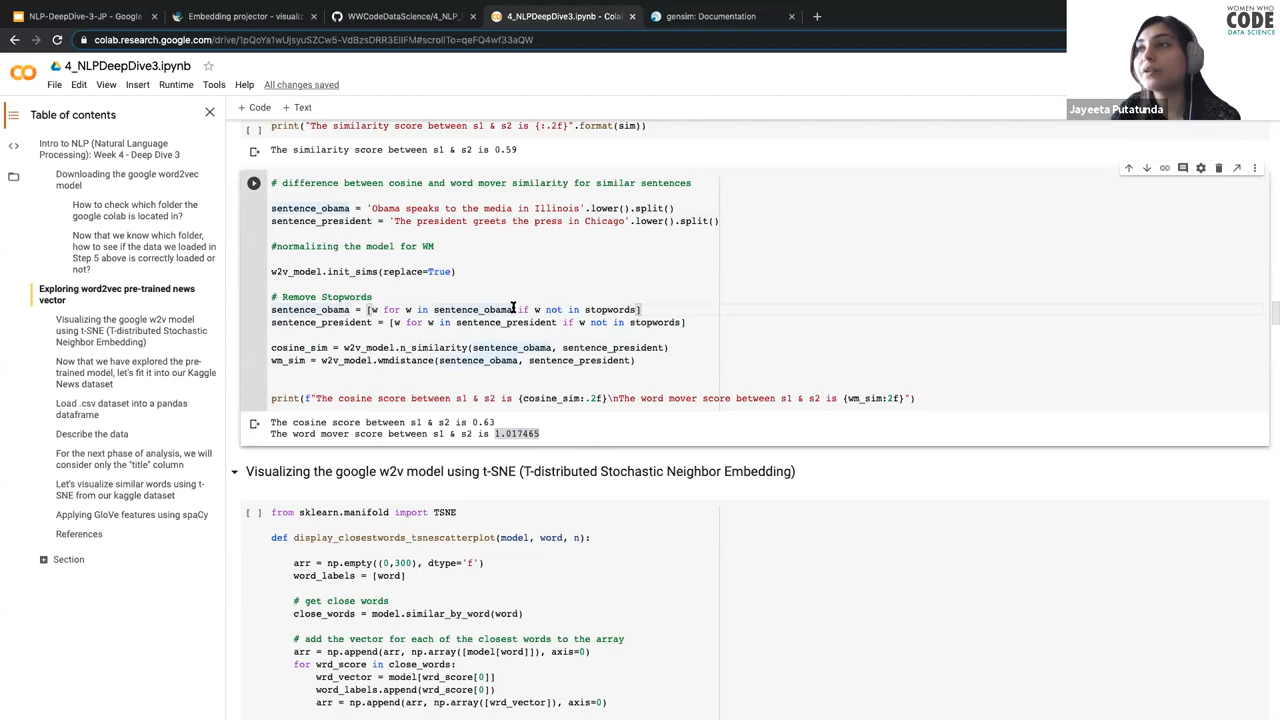 NLP-DeepDive-3-JP - Google
Embedding projector - visualiz
WWCodeDataScience/4_NLP_
4_NLPDeepDive3.ipynb - Colab
gensim: Documentation
WOMEN WHO
CODE
DATA SCIENCE
colab.research.google.com/drive/1pQoYa1wUjsyuSZCw5-VdBzsDRR3ElIFM#scrollTo=qeFQ4wf33aQW
4_NLPDeepDive3.ipynb
File Edit View Insert Runtime Tools Help All changes saved
Jayeeta Putatunda
Table of contents
Intro to NLP (Natural Language
Processing): Week 4 - Deep Dive 3
Downloading the google word2vec
model
How to check which folder the
google colab is located in?
Now that we know which folder,
how to see if the data we loaded in
Step 5 above is correctly loaded or
not?
Exploring word2vec pre-trained news
vector
Visualizing the google w2v model
using t-SNE (T-distributed Stochastic
Neighbor Embedding)
Now that we have explored the pre-
trained model, let's fit it into our Kaggle
News dataset
Load .csv dataset into a pandas
dataframe
Describe the data
For the next phase of analysis, we will
consider only the "title" column
Let's visualize similar words using t-
SNE from our kaggle dataset
Applying GloVe features using spaCy
References
Section
+ Code + Text
[ ] print("The similarity score between s1 & s2 is {:.2f}".format(sim))
The similarity score between s1 & s2 is 0.59
# difference between cosine and word mover similarity for similar sentences
sentence_obama = 'Obama speaks to the media in Illinois'.lower().split()
sentence_president = 'The president greets the press in Chicago'.lower().split()
#normalizing the model for WM
w2v_model.init_sims(replace=True)
# Remove Stopwords
sentence_obama = [w for w in sentence_obama if w not in stopwords]
sentence_president = [w for w in sentence_president if w not in stopwords]
cosine_sim = w2v_model.n_similarity(sentence_obama, sentence_president)
wm_sim = w2v_model.wmdistance(sentence_obama, sentence_president)
print(f"The cosine score between s1 & s2 is {cosine_sim:.2f}\nThe word mover score between s1 & s2 is {wm_sim:2f}")
The cosine score between s1 & s2 is 0.63
The word mover score between s1 & s2 is 1.017465
Visualizing the google w2v model using t-SNE (T-distributed Stochastic Neighbor Embedding)
[ ] from sklearn.manifold import TSNE
def display_closestwords_tsnescatterplot(model, word, n):
arr = np.empty((0,300), dtype='f')
word_labels = [word]
# get close words
close_words = model.similar_by_word(word)
# add the vector for each of the closest words to the array
arr = np.append(arr, np.array([model[word]]), axis=0)
for wrd_score in close_words:
wrd_vector = model[wrd_score[0]]
word_labels.append(wrd_score[0])
arr = np.append(arr, np.array([wrd_vector]), axis=0)